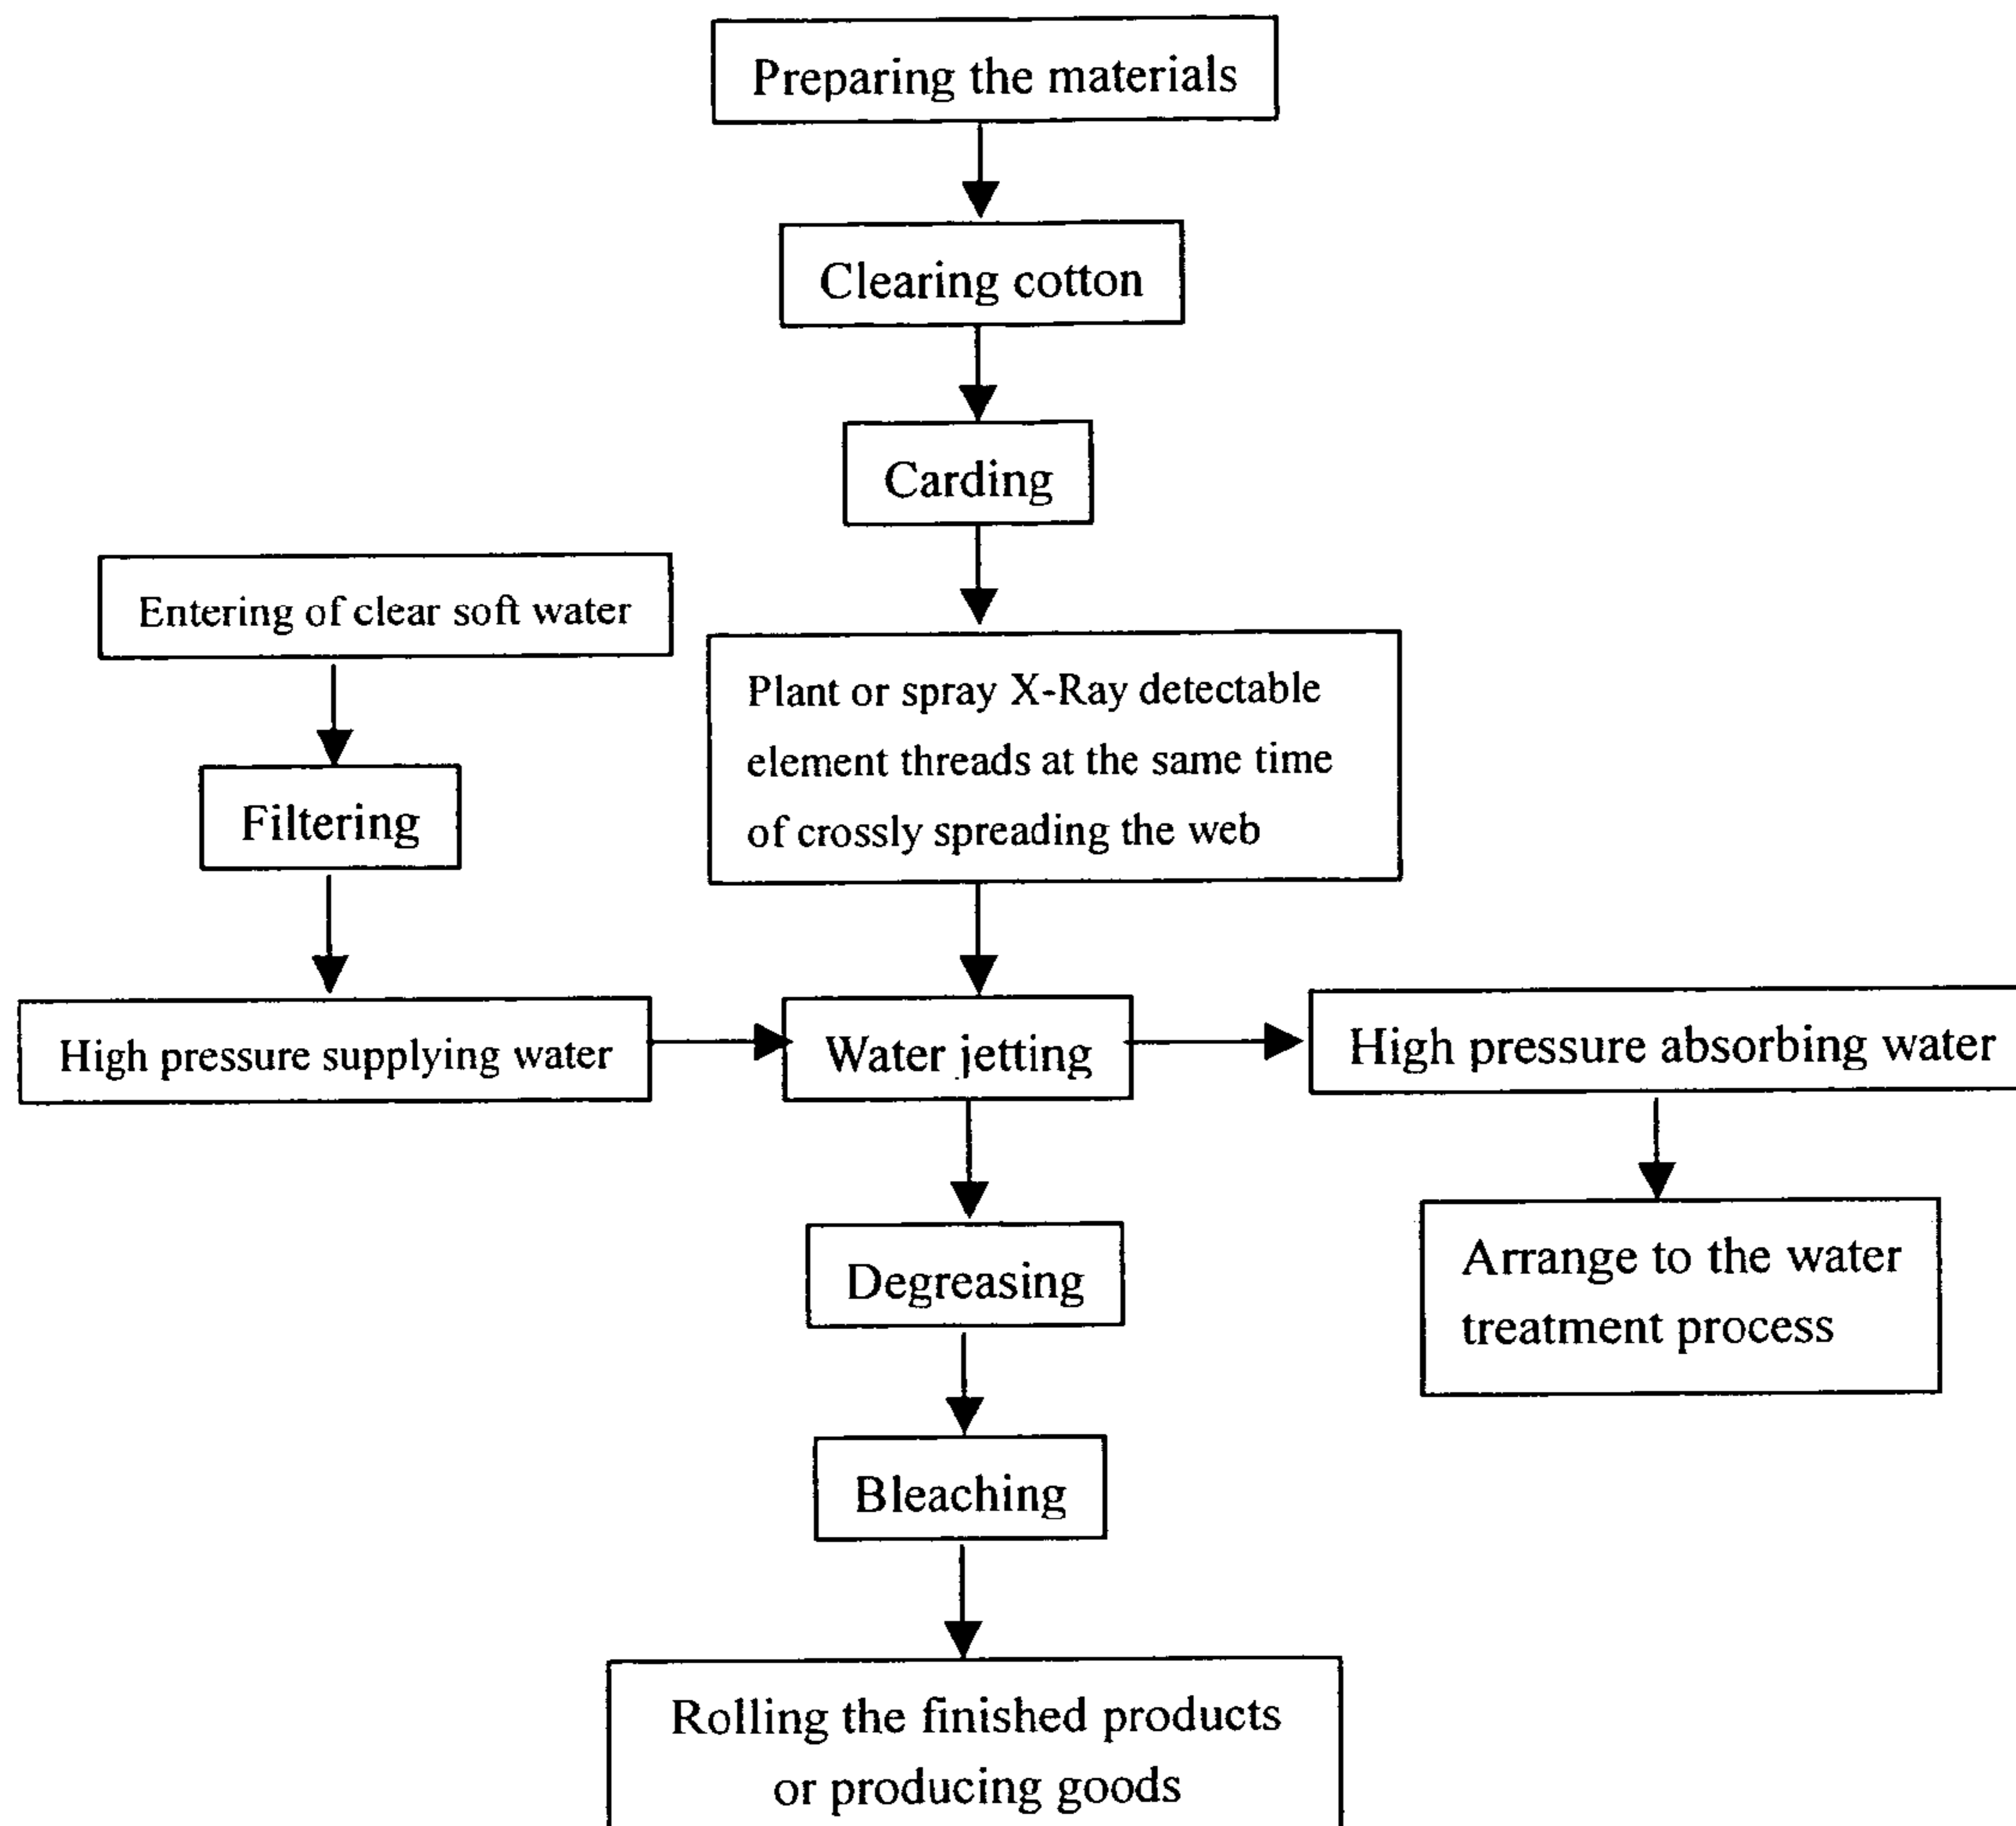 Preparing the materials
Clearing cotton
Carding
Entering of clear soft water
Plant or spray X-Ray detectable
element threads at the same time
of crossly spreading the web
Filtering
High pressure supplying water
Water jetting
High pressure absorbing water
Degreasing
Arrange to the water
treatment process
Bleaching
Rolling the finished products
or producing goods